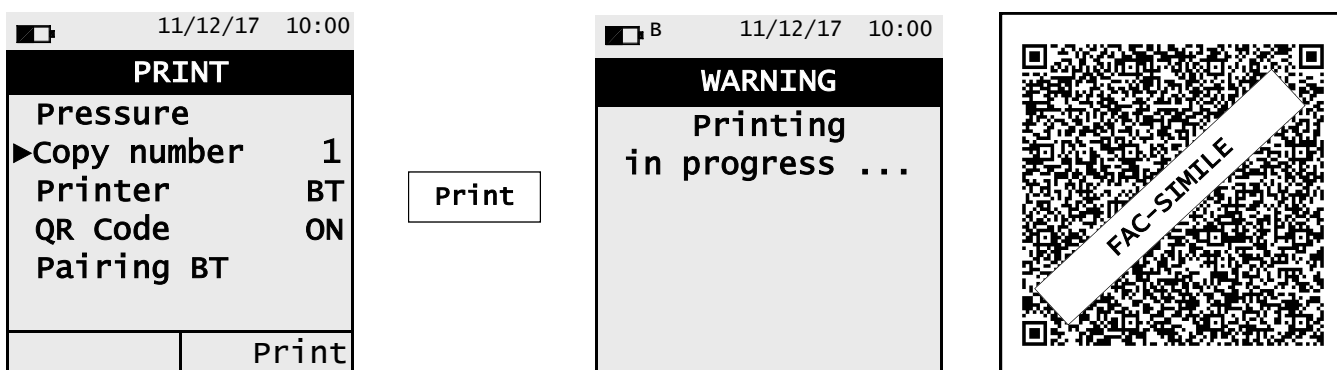 11/12/17 10:00
PRINT
Pressure
▶Copy number 1
Printer BT
QR Code ON
Pairing BT
Print
Print
B 11/12/17 10:00
WARNING
Printing
in progress ...
FAC-SIMILE